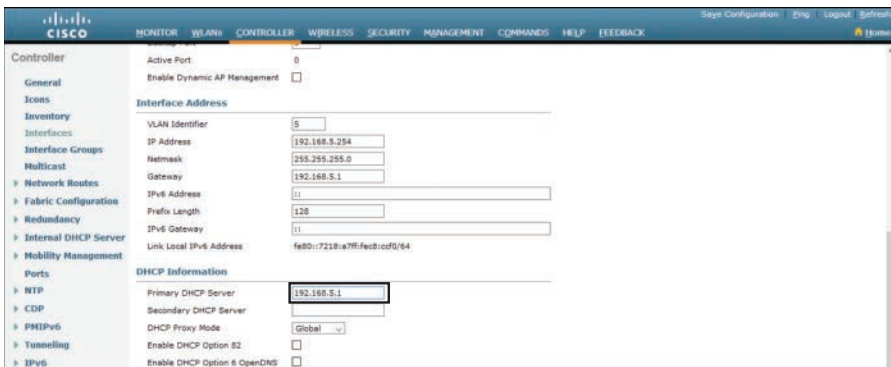 Save Configuration Ping Logout Refresh
CISCO MONITOR WLANs CONTROLLER WIRELESS SECURITY MANAGEMENT COMMANDS HELP FEEDBACK Home
Controller
General
Icons
Inventory
Interfaces
Interface Groups
Multicast
Network Routes
Fabric Configuration
Redundancy
Internal DHCP Server
Mobility Management
Ports
NTP
CDP
PMIPv6
Tunneling
IPv6
Active Port 0
Enable Dynamic AP Management
Interface Address
VLAN Identifier 5
IP Address 192.168.5.254
Netmask 255.255.255.0
Gateway 192.168.5.1
IPv6 Address ::
Prefix Length 128
IPv6 Gateway ::
Link Local IPv6 Address fe80::7218:a7ff:fec8:ccf0/64
DHCP Information
Primary DHCP Server 192.168.5.1
Secondary DHCP Server
DHCP Proxy Mode Global
Enable DHCP Option 82
Enable DHCP Option 6 OpenDNS